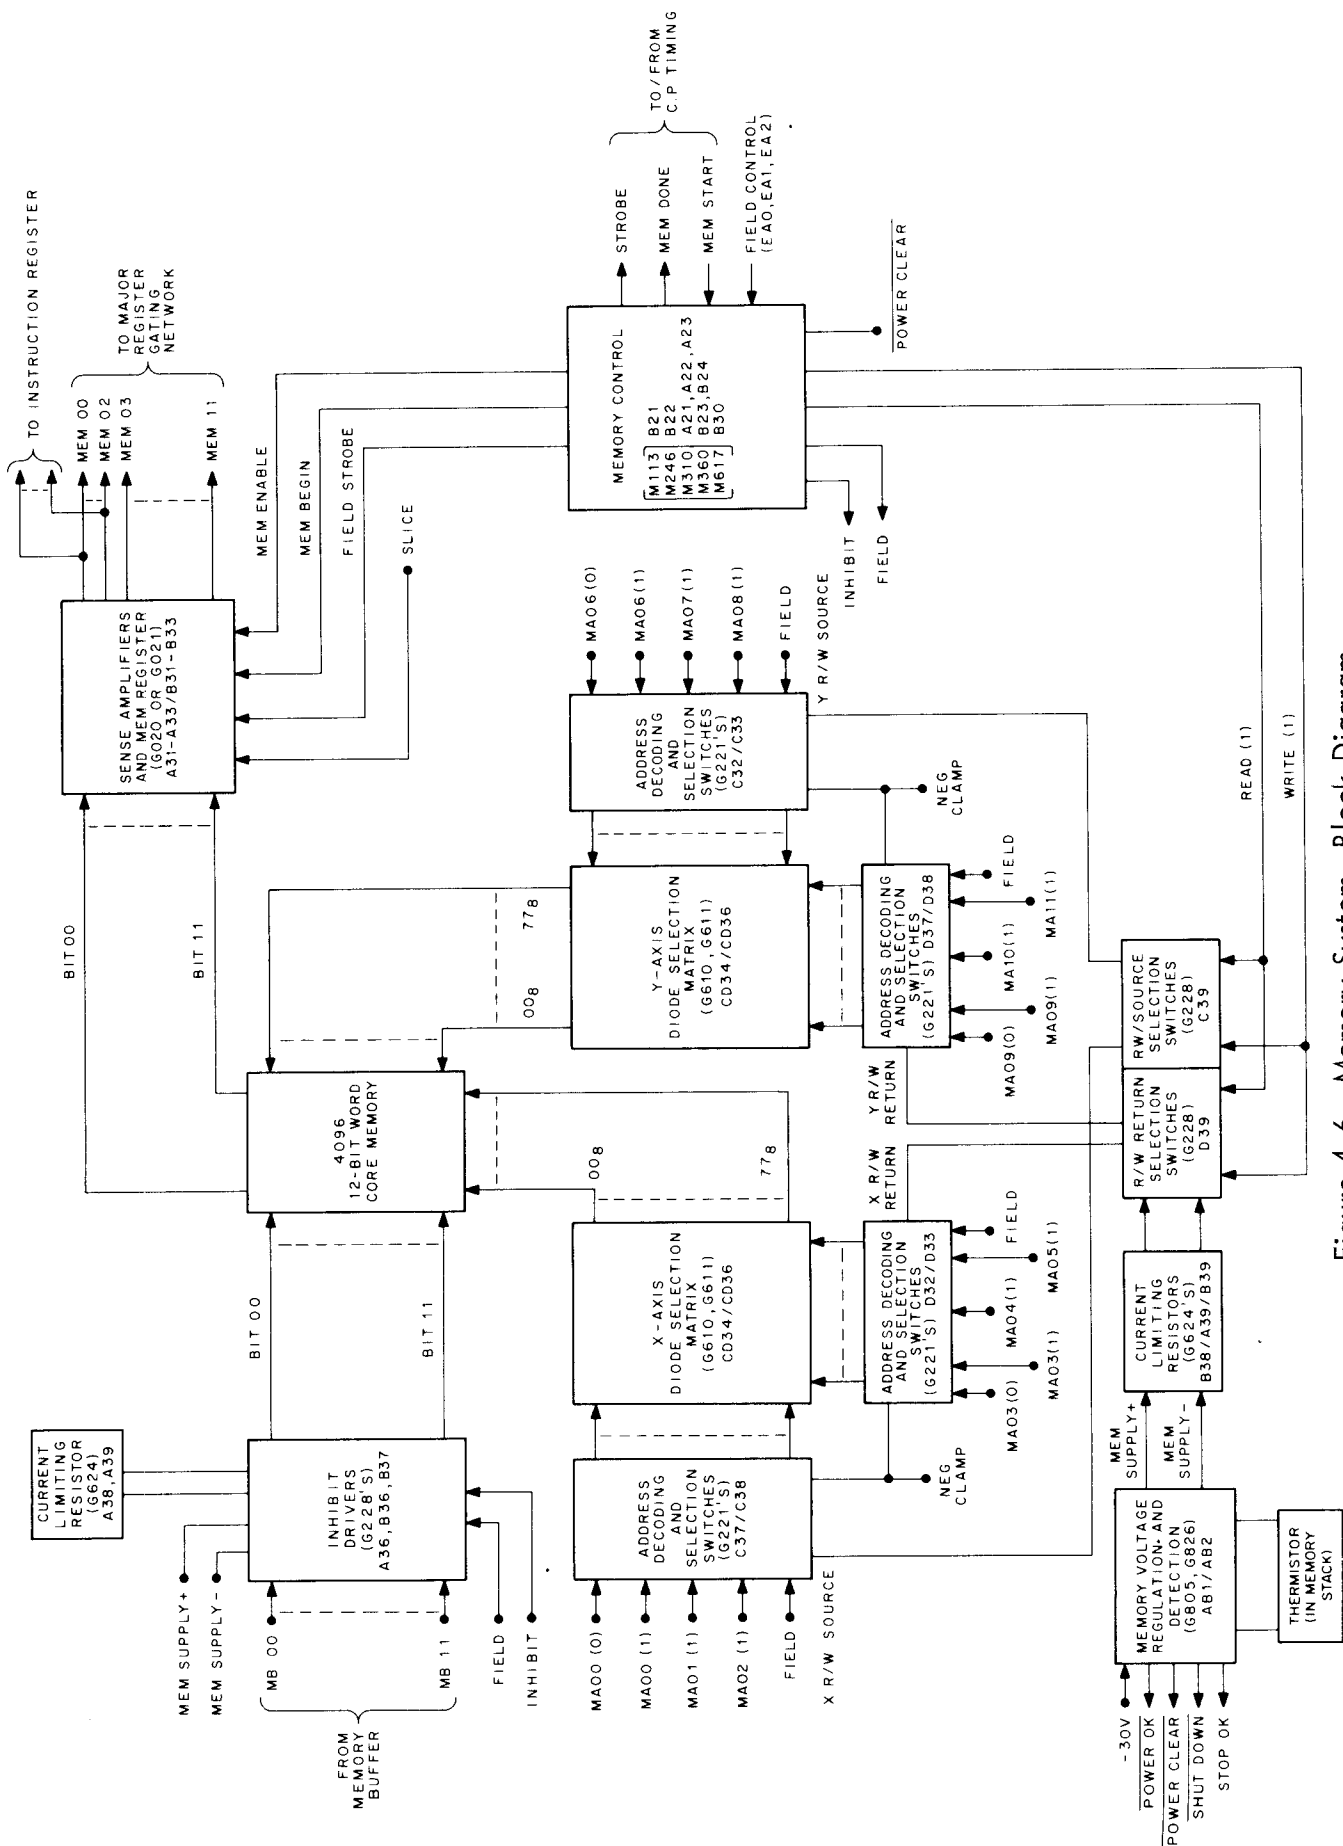 CURRENT
LIMITING
RESISTOR
(G624)
A38,A39
MEM SUPPLY+
MEM SUPPLY-
FROM
MEMORY
BUFFER
MB 00
MB 11
FIELD
INHIBIT
INHIBIT
DRIVERS
(G228'S)
A36,B36,B37
BIT 00
BIT 11
4096
12-BIT WORD
CORE MEMORY
BIT 00
BIT 11
SENSE AMPLIFIERS
AND MEM REGISTER
(G020 OR G021)
A31-A33/B31-B33
TO INSTRUCTION REGISTER
MEM 00
MEM 02
MEM 03
MEM 11
TO MAJOR
REGISTER
GATING
NETWORK
MEM ENABLE
MEM BEGIN
FIELD STROBE
SLICE
MA00 (0)
MA00 (1)
MA01 (1)
MA02 (1)
FIELD
X R/W SOURCE
ADDRESS
DECODING
AND
SELECTION
SWITCHES
(G221'S)
C37/C38
NEG
CLAMP
X-AXIS
DIODE SELECTION
MATRIX
(G610,G611)
CD34/CD36
00₈
77₈
ADDRESS DECODING
AND SELECTION
SWITCHES
(G221'S) D32/D33
MA03(0)
MA03(1)
MA04(1)
MA05(1)
FIELD
X R/W
RETURN
Y R/W
RETURN
00₈
77₈
Y-AXIS
DIODE SELECTION
MATRIX
(G610,G611)
CD34/CD36
ADDRESS DECODING
AND SELECTION
SWITCHES
(G221'S) D37/D38
MA09(0)
MA09(1)
MA10(1)
MA11(1)
FIELD
NEG
CLAMP
ADDRESS
DECODING
AND
SELECTION
SWITCHES
(G221'S)
C32/C33
MA06(0)
MA06(1)
MA07(1)
MA08(1)
FIELD
Y R/W SOURCE
INHIBIT
FIELD
MEMORY CONTROL
M113 B21
M246 B22
M310 A21,A22,A23
M360 B23,B24
M617 B30
STROBE
MEM DONE
MEM START
TO/FROM
C.P TIMING
FIELD CONTROL
(EA0,EA1,EA2)
POWER CLEAR
-30V
POWER OK
POWER CLEAR
SHUT DOWN
STOP OK
MEMORY VOLTAGE
REGULATION- AND
DETECTION
(G805,G826)
AB1/AB2
THERMISTOR
(IN MEMORY
STACK)
MEM
SUPPLY+
MEM
SUPPLY-
CURRENT
LIMITING
RESISTORS
(G624'S)
B38/A39/B39
R/W RETURN
SELECTION
SWITCHES
(G228)
D39
RW/SOURCE
SELECTION
SWITCHES
(G228)
C39
READ (1)
WRITE (1)
Figure 4-6 Memory System, Block Diagram